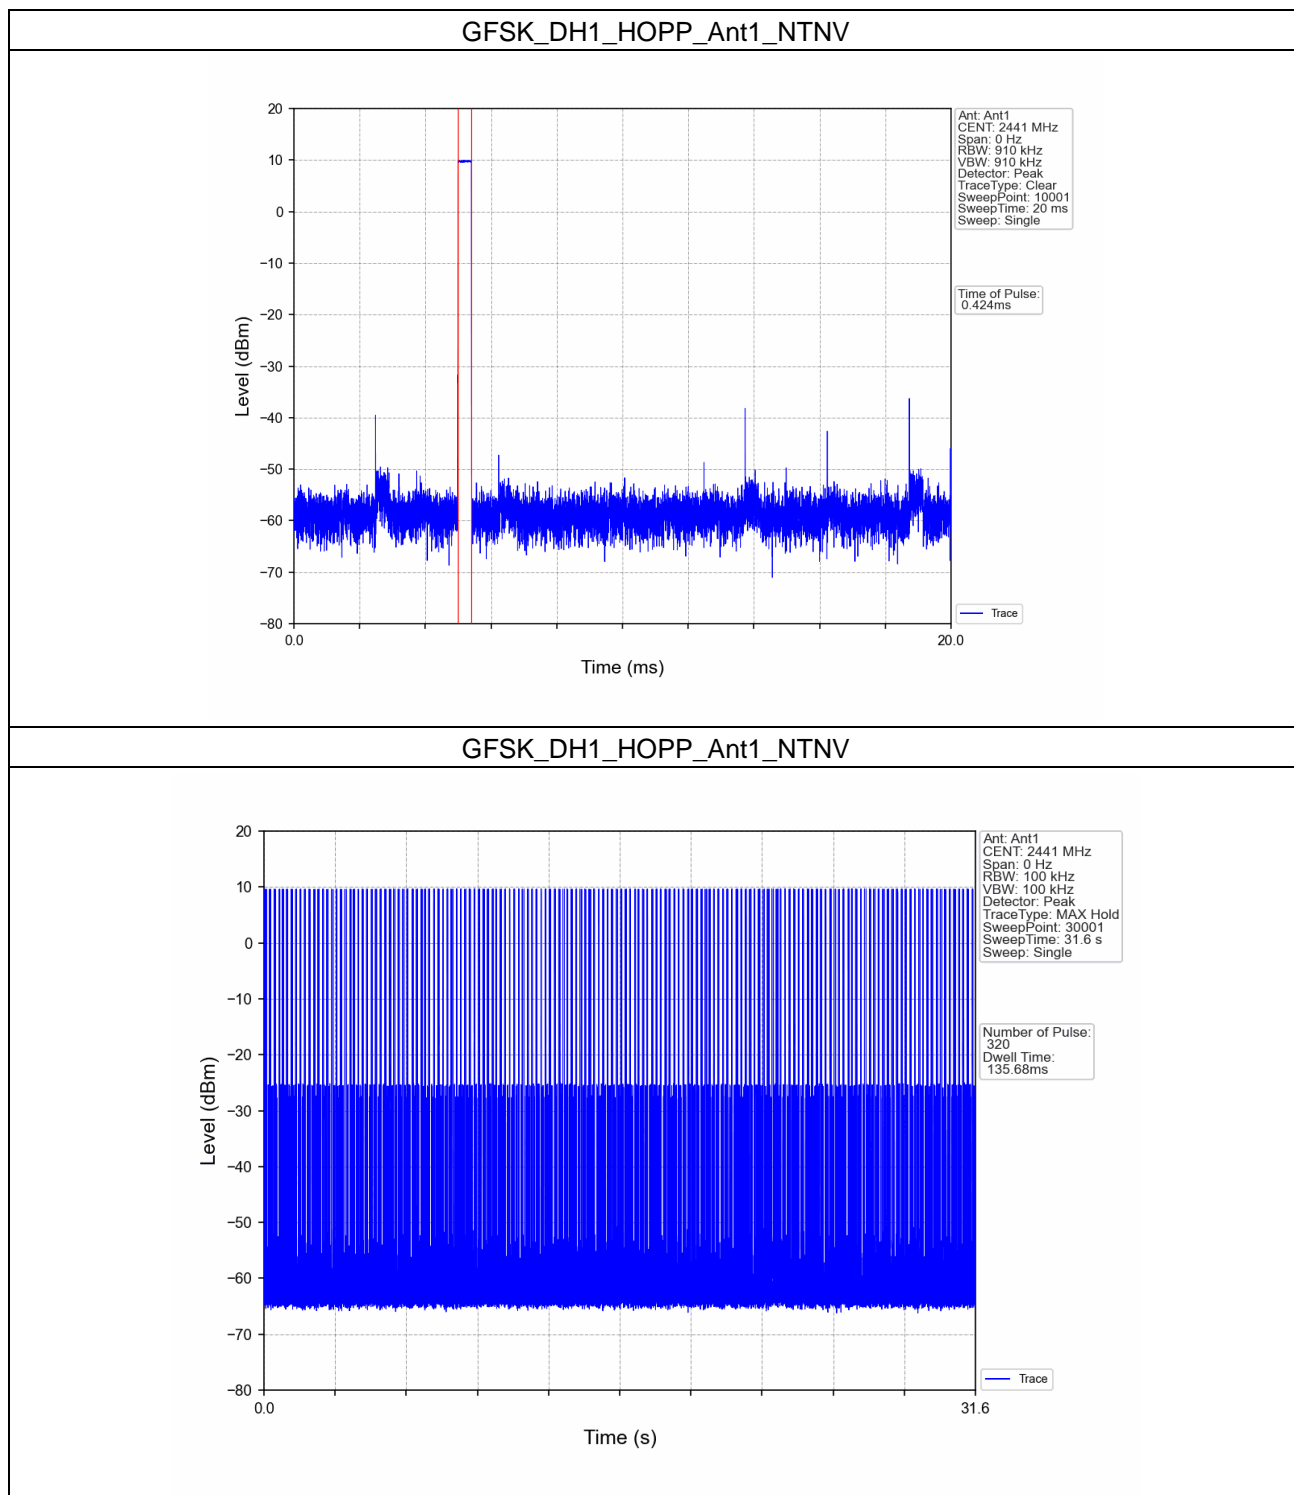 GFSK_DH1_HOPP_Ant1_NTNV
20
10
0
−10
−20
−30
−40
−50
−60
−70
−80
Level (dBm)
0.0
20.0
Time (ms)
Ant: Ant1
CENT: 2441 MHz
Span: 0 Hz
RBW: 910 kHz
VBW: 910 kHz
Detector: Peak
TraceType: Clear
SweepPoint: 10001
SweepTime: 20 ms
Sweep: Single
Time of Pulse:
0.424ms
Trace
GFSK_DH1_HOPP_Ant1_NTNV
20
10
0
−10
−20
−30
−40
−50
−60
−70
−80
Level (dBm)
0.0
31.6
Time (s)
Ant: Ant1
CENT: 2441 MHz
Span: 0 Hz
RBW: 100 kHz
VBW: 100 kHz
Detector: Peak
TraceType: MAX Hold
SweepPoint: 30001
SweepTime: 31.6 s
Sweep: Single
Number of Pulse:
320
Dwell Time:
135.68ms
Trace